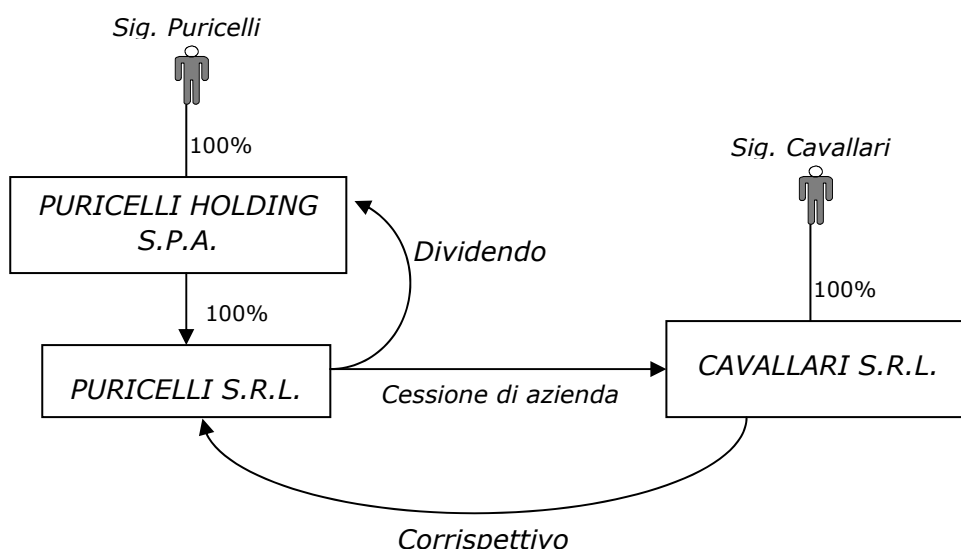 Sig. Puricelli
100%
Sig. Cavallari
PURICELLI HOLDING
S.P.A.
Dividendo
100%
100%
PURICELLI S.R.L.
Cessione di azienda
CAVALLARI S.R.L.
Corrispettivo